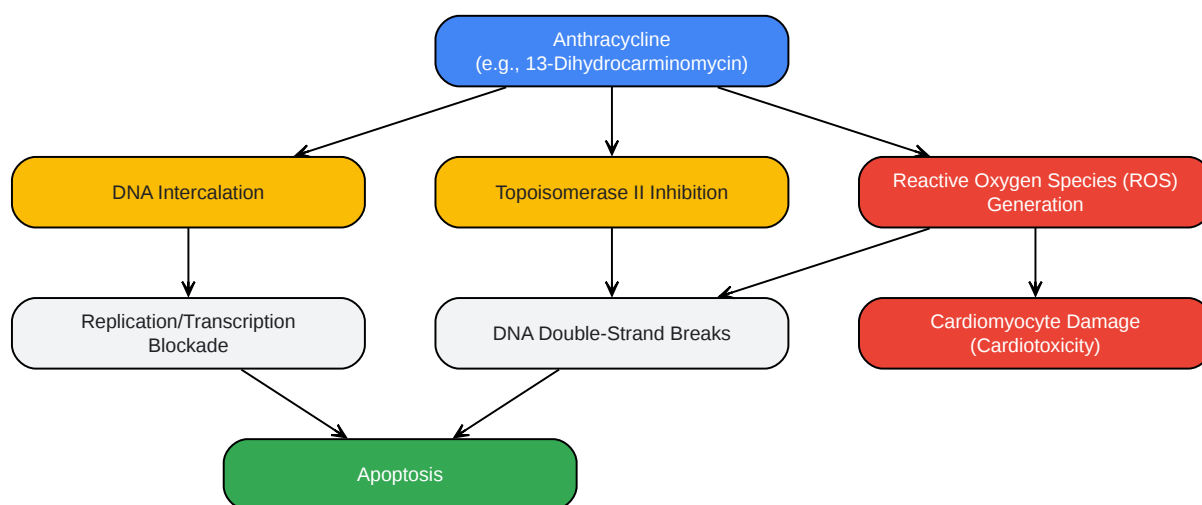 Anthracycline
(e.g., 13-Dihydrocarminomycin)
DNA Intercalation
Topoisomerase II Inhibition
Reactive Oxygen Species (ROS)
Generation
Replication/Transcription
Blockade
DNA Double-Strand Breaks
Cardiomyocyte Damage
(Cardiotoxicity)
Apoptosis